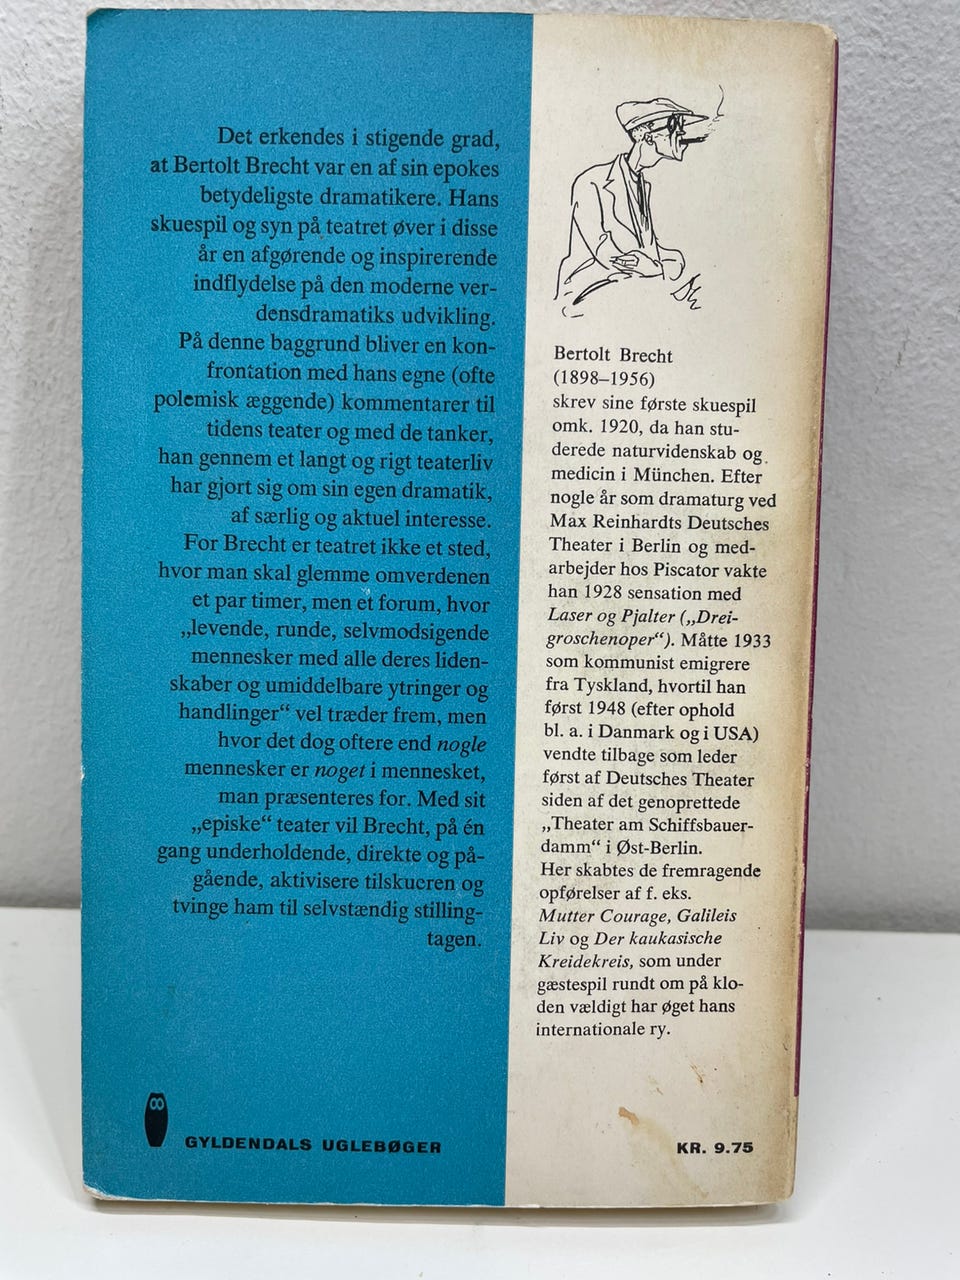 Det erkendes i stigende grad,
at Bertolt Brecht var en af sin epokes
betydeligste dramatikere. Hans
skuespil og syn på teatret øver i disse
år en afgørende og inspirerende
indflydelse på den moderne ver-
densdramatiks udvikling.
På denne baggrund bliver en kon-
frontation med hans egne (ofte
polemisk æggende) kommentarer til
tidens teater og med de tanker,
han gennem et langt og rigt teaterliv
har gjort sig om sin egen dramatik,
af særlig og aktuel interesse.
For Brecht er teatret ikke et sted,
hvor man skal glemme omverdenen
et par timer, men et forum, hvor
„levende, runde, selvmodsigende
mennesker med alle deres liden-
skaber og umiddelbare ytringer og
handlinger“ vel træder frem, men
hvor det dog oftere end nogle
mennesker er noget i mennesket,
man præsenteres for. Med sit
„episke“ teater vil Brecht, på én
gang underholdende, direkte og på-
gående, aktivisere tilskueren og
tvinge ham til selvstændig stilling-
tagen.
GYLDENDALS UGLEBØGER
Bertolt Brecht
(1898–1956)
skrev sine første skuespil
omk. 1920, da han stu-
derede naturvidenskab og
medicin i München. Efter
nogle år som dramaturg ved
Max Reinhardts Deutsches
Theater i Berlin og med-
arbejder hos Piscator vakte
han 1928 sensation med
Laser og Pjalter („Drei-
groschenoper“). Måtte 1933
som kommunist emigrere
fra Tyskland, hvortil han
først 1948 (efter ophold
bl. a. i Danmark og i USA)
vendte tilbage som leder
først af Deutsches Theater
siden af det genoprettede
„Theater am Schiffsbauer-
damm“ i Øst-Berlin.
Her skabtes de fremragende
opførelser af f. eks.
Mutter Courage, Galileis
Liv og Der kaukasische
Kreidekreis, som under
gæstespil rundt om på klo-
den vældigt har øget hans
internationale ry.
KR. 9.75